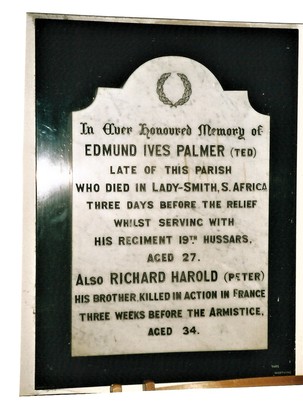 In Ever Honoured Memory of
EDMUND IVES PALMER (TED)
LATE OF THIS PARISH
WHO DIED IN LADY-SMITH, S. AFRICA
THREE DAYS BEFORE THE RELIEF
WHILST SERVING WITH
HIS REGIMENT 19TH HUSSARS,
AGED 27.
ALSO RICHARD HAROLD (PETER)
HIS BROTHER, KILLED IN ACTION IN FRANCE
THREE WEEKS BEFORE THE ARMISTICE,
AGED 34.